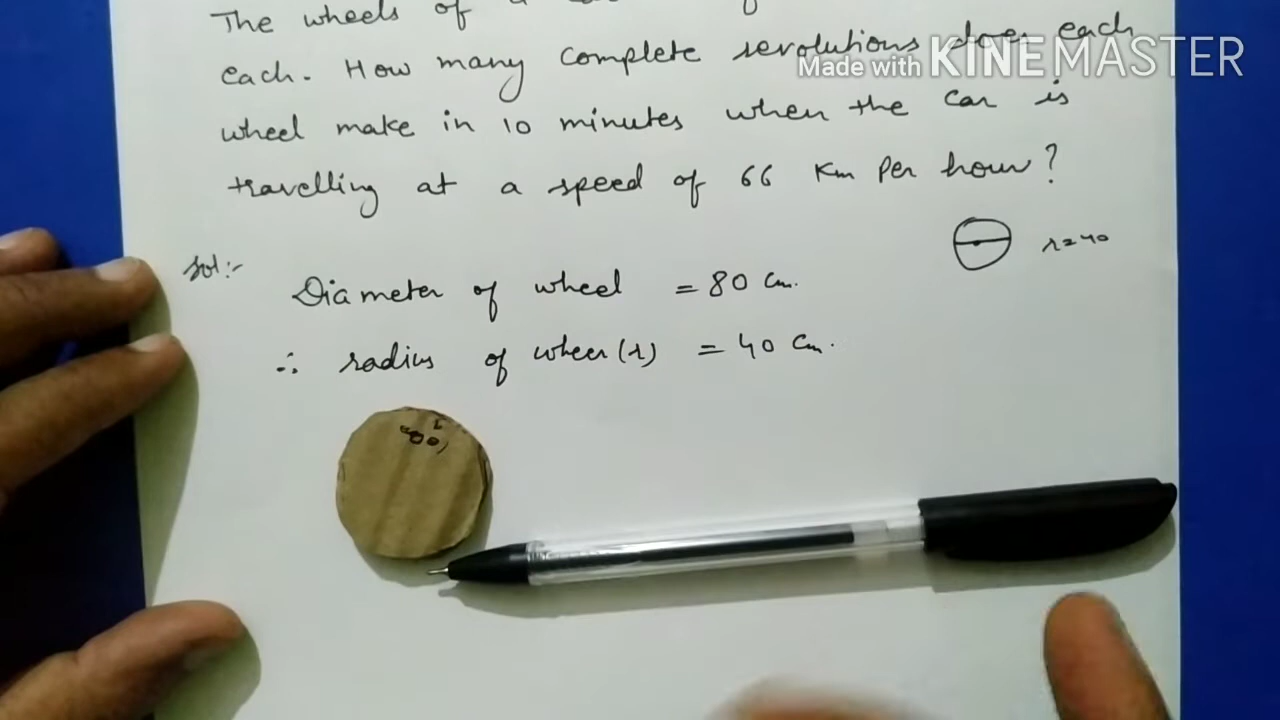 The wheels of a
each. How many complete revolutions does each
wheel make in 10 minutes when the car is
travelling at a speed of 66 Km Per hour?
Sol:-
r=40
Diameter of wheel = 80 Cm.
∴ radius of wheel(r) = 40 Cm.
Made with KINEMASTER